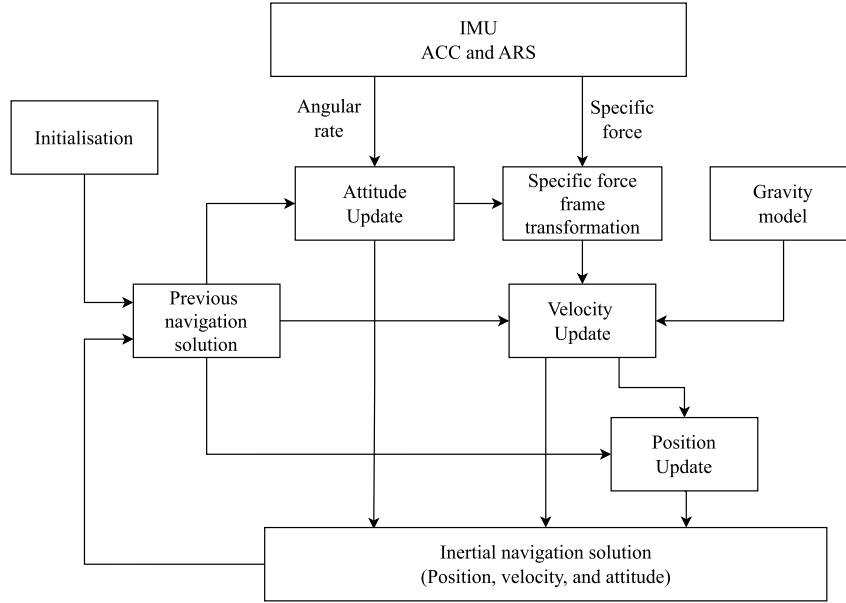 IMU
ACC and ARS
Angular
rate
Specific
force
Initialisation
Attitude
Update
Specific force
frame
transformation
Gravity
model
Previous
navigation
solution
Velocity
Update
Position
Update
Inertial navigation solution
(Position, velocity, and attitude)